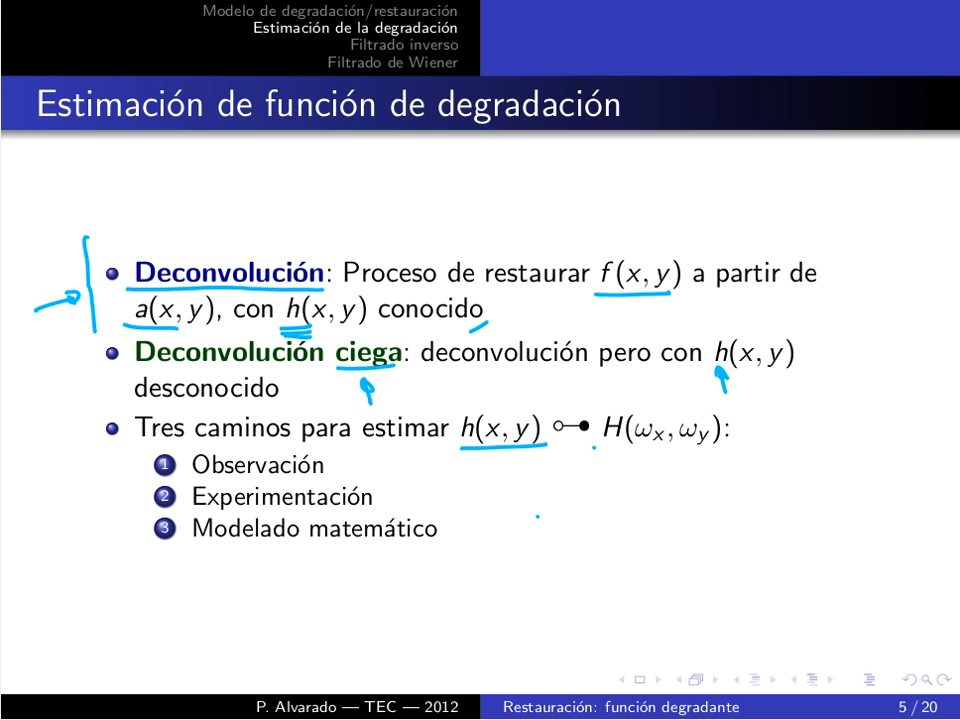 Modelo de degradación/restauración
Estimación de la degradación
Filtrado inverso
Filtrado de Wiener
Estimación de función de degradación
Deconvolución: Proceso de restaurar f(x, y) a partir de
a(x, y), con h(x, y) conocido
Deconvolución ciega: deconvolución pero con h(x, y)
desconocido
Tres caminos para estimar h(x, y) ○─● H(ωx, ωy):
1 Observación
2 Experimentación
3 Modelado matemático
P. Alvarado — TEC — 2012
Restauración: función degradante
5 / 20